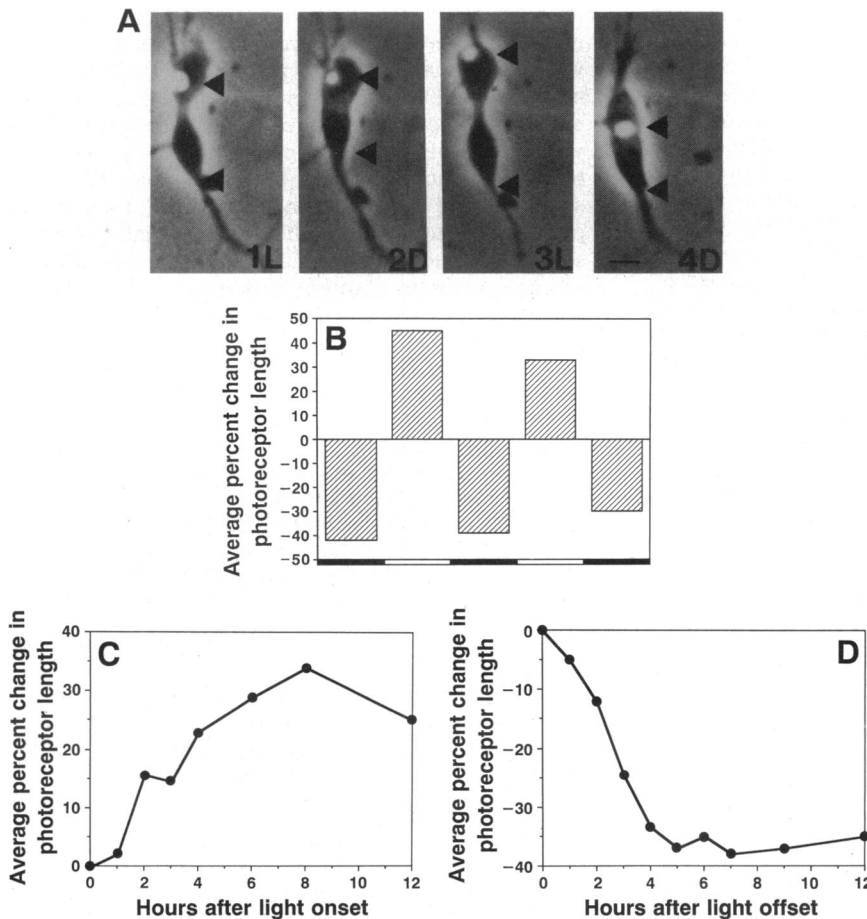 A
1L
2D
3L
4D
B
Average percent change in
photoreceptor length
50
40
30
20
10
0
−10
−20
−30
−40
−50
C
Average percent change in
photoreceptor length
40
30
20
10
0
0
2
4
6
8
10
12
Hours after light onset
D
Average percent change in
photoreceptor length
0
−10
−20
−30
−40
0
2
4
6
8
10
12
Hours after light offset